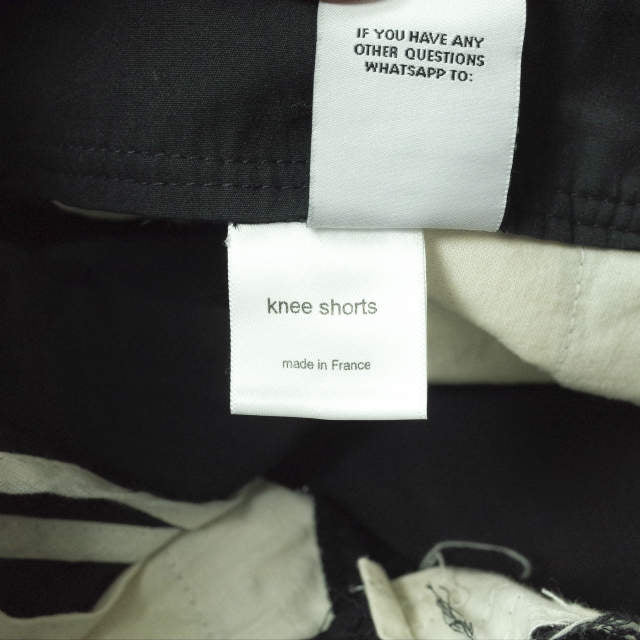 IF YOU HAVE ANY
OTHER QUESTIONS
WHATSAPP TO:
knee shorts
made in France